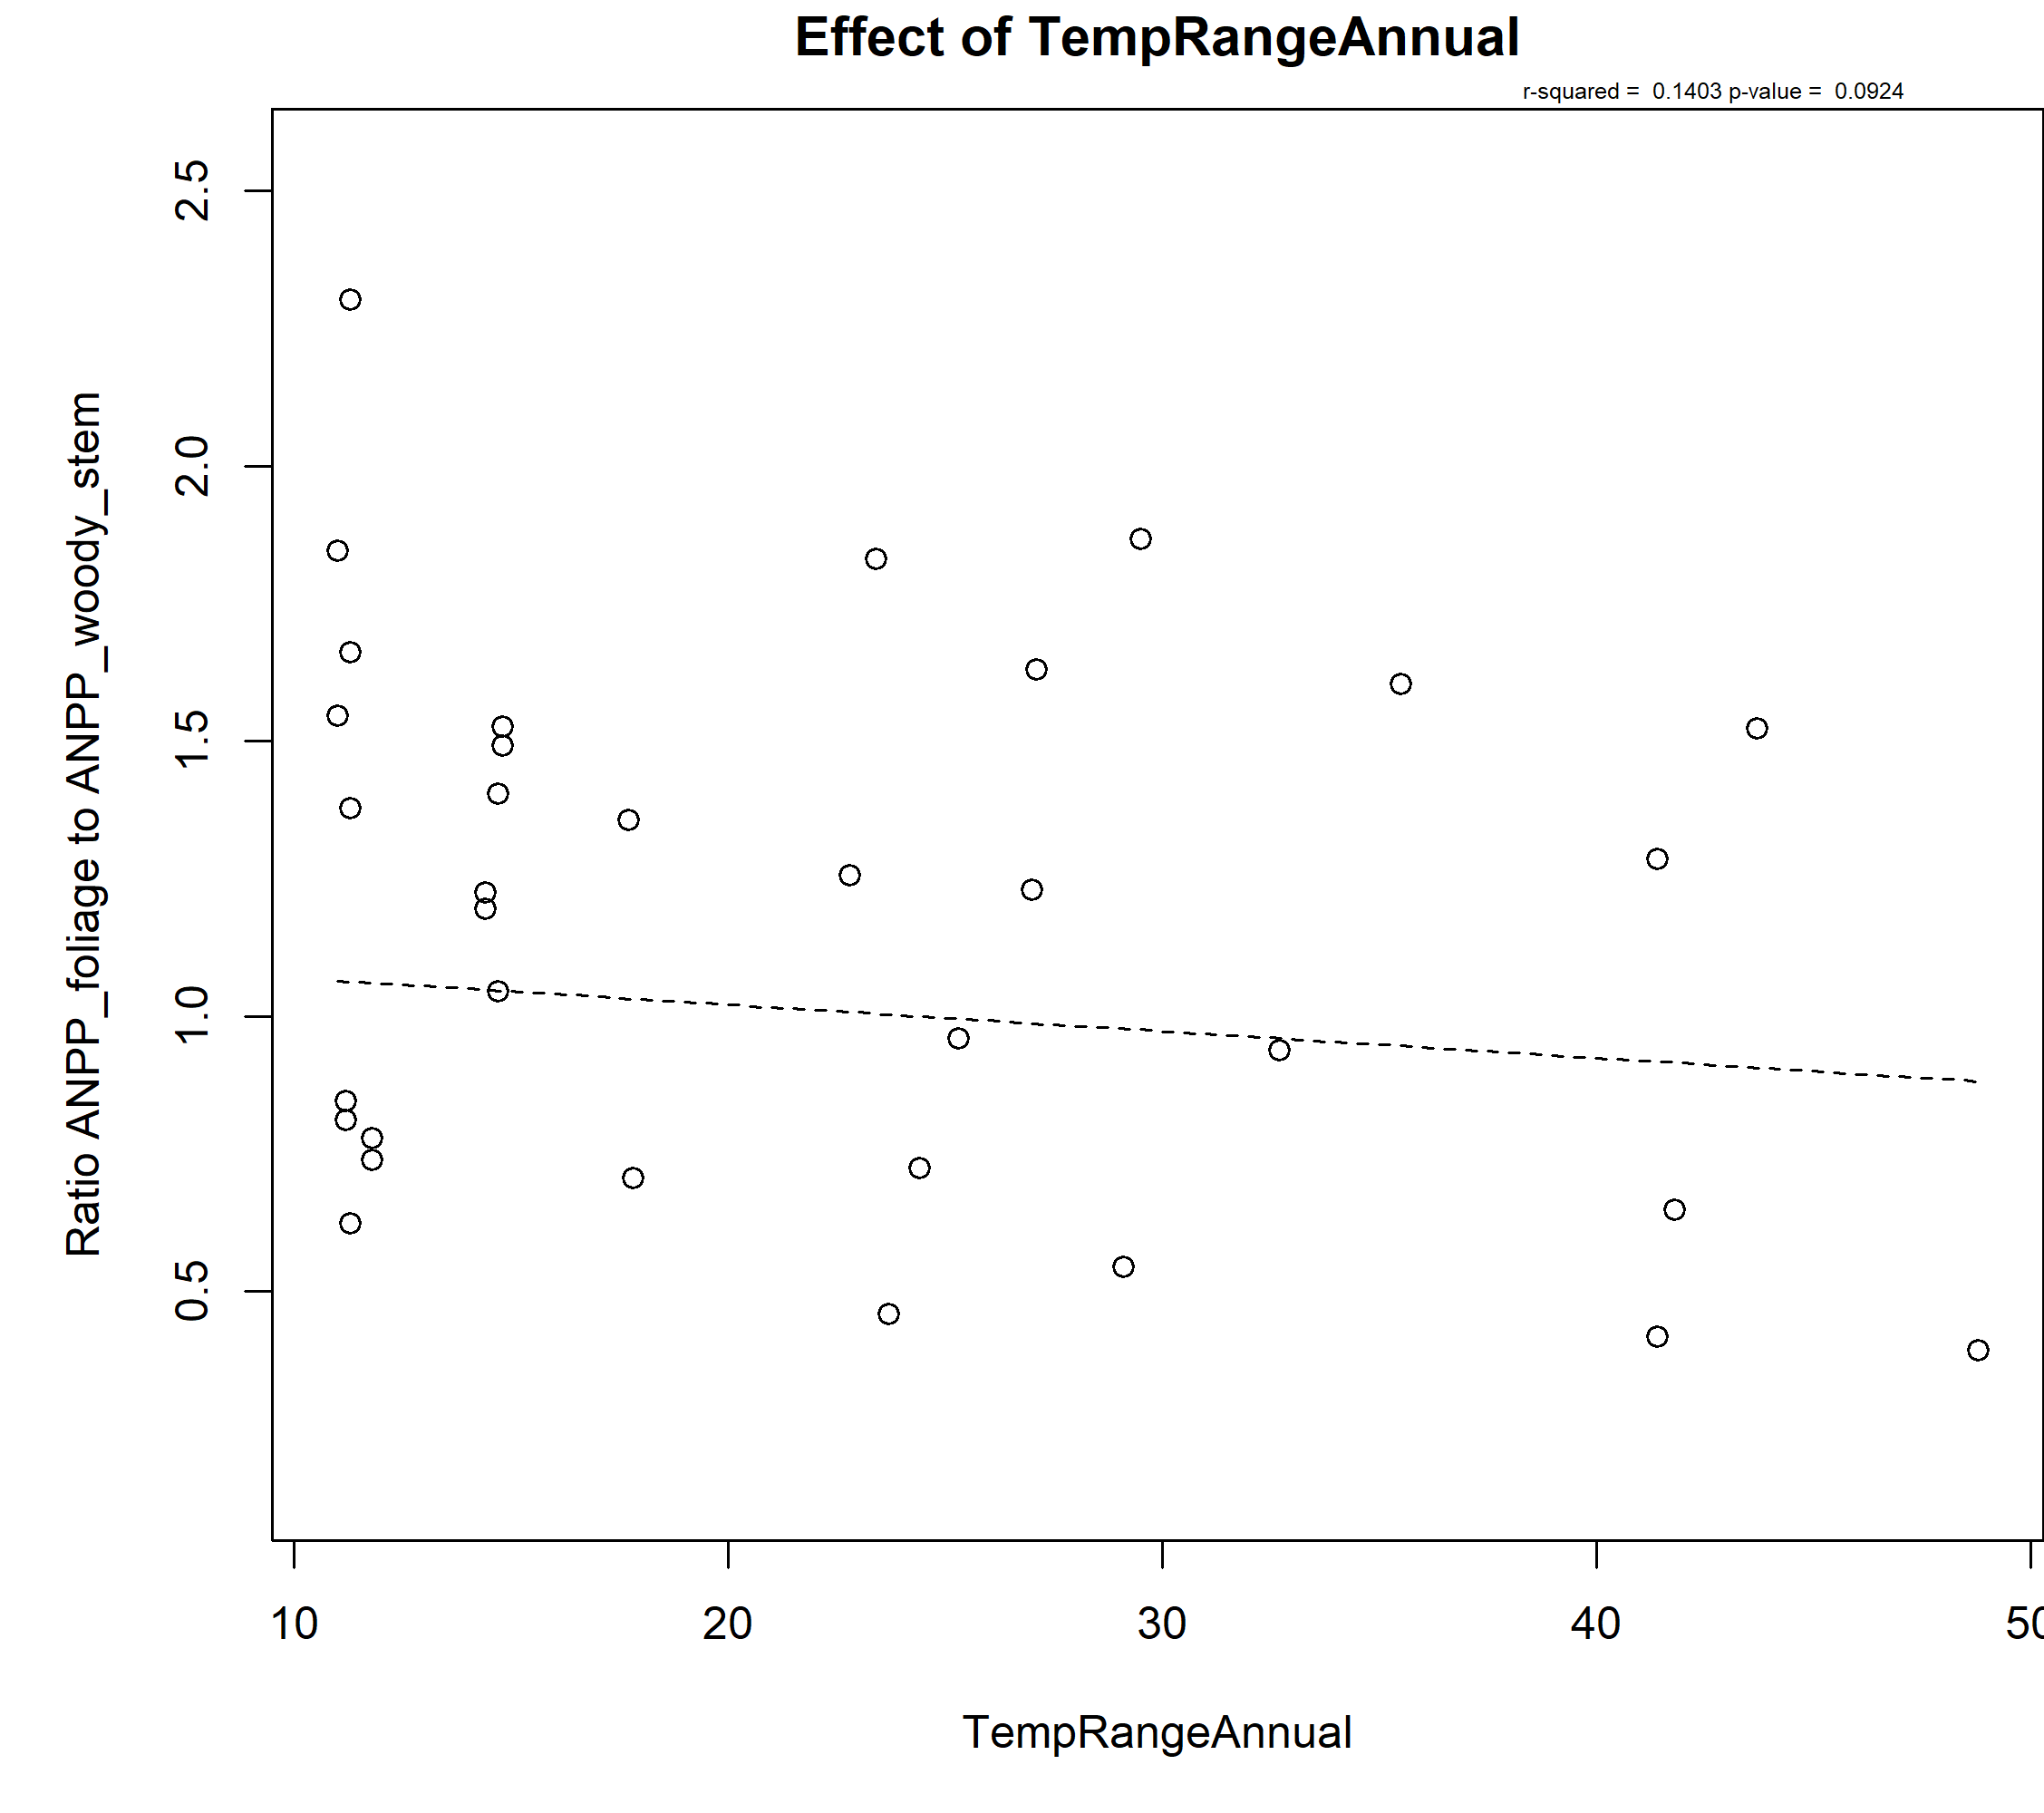 Effect of TempRangeAnnual
r-squared =  0.1403 p-value =  0.0924
Ratio ANPP_foliage to ANPP_woody_stem
2.5
2.0
1.5
1.0
0.5
10 20 30 40 50
TempRangeAnnual